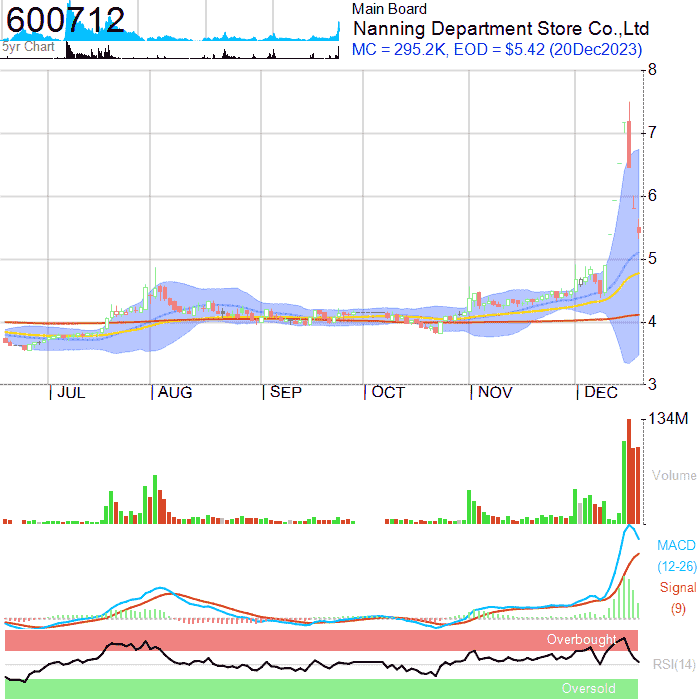 600712
5yr Chart
Main Board
Nanning Department Store Co.,Ltd
MC = 295.2K, EOD = $5.42 (20Dec2023)
8
7
6
5
4
3
JUL AUG SEP OCT NOV DEC
134M
Volume
MACD
(12-26)
Signal
(9)
Overbought
RSI(14)
Oversold